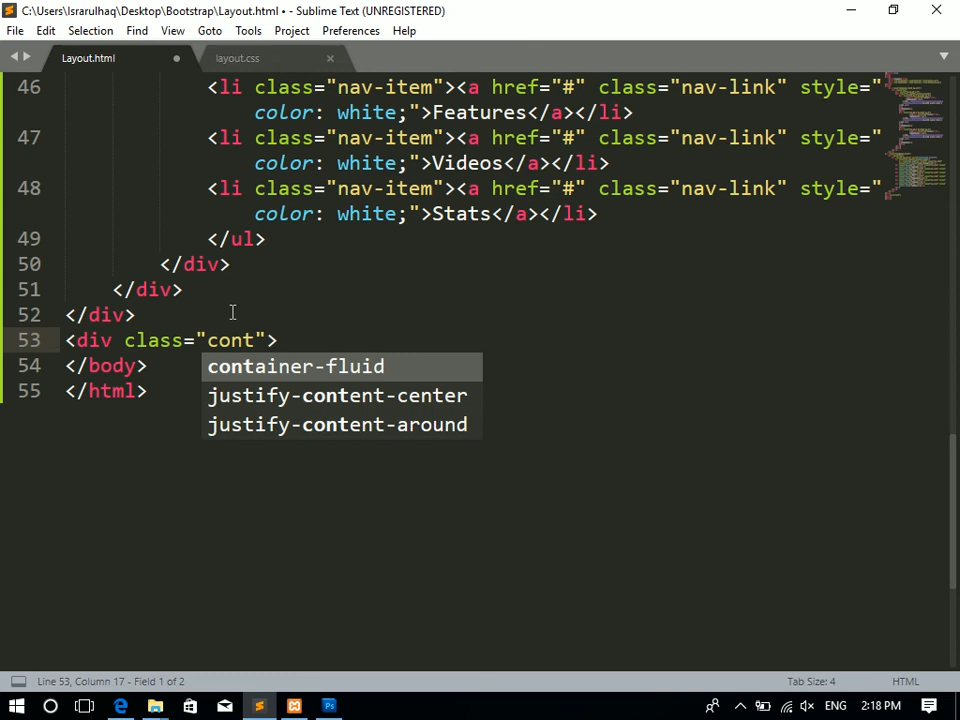 C:\Users\Israrulhaq\Desktop\Bootstrap\Layout.html • - Sublime Text (UNREGISTERED)
File Edit Selection Find View Goto Tools Project Preferences Help
Layout.html layout.css
46 <li class="nav-item"><a href="#" class="nav-link" style="
color: white;">Features</a></li>
47 <li class="nav-item"><a href="#" class="nav-link" style="
color: white;">Videos</a></li>
48 <li class="nav-item"><a href="#" class="nav-link" style="
color: white;">Stats</a></li>
49 </ul>
50 </div>
51 </div>
52 </div>
53 <div class="cont">
54 </body>
55 </html>
container-fluid
justify-content-center
justify-content-around
Line 53, Column 17 - Field 1 of 2 Tab Size: 4 HTML
Ps ENG 2:18 PM